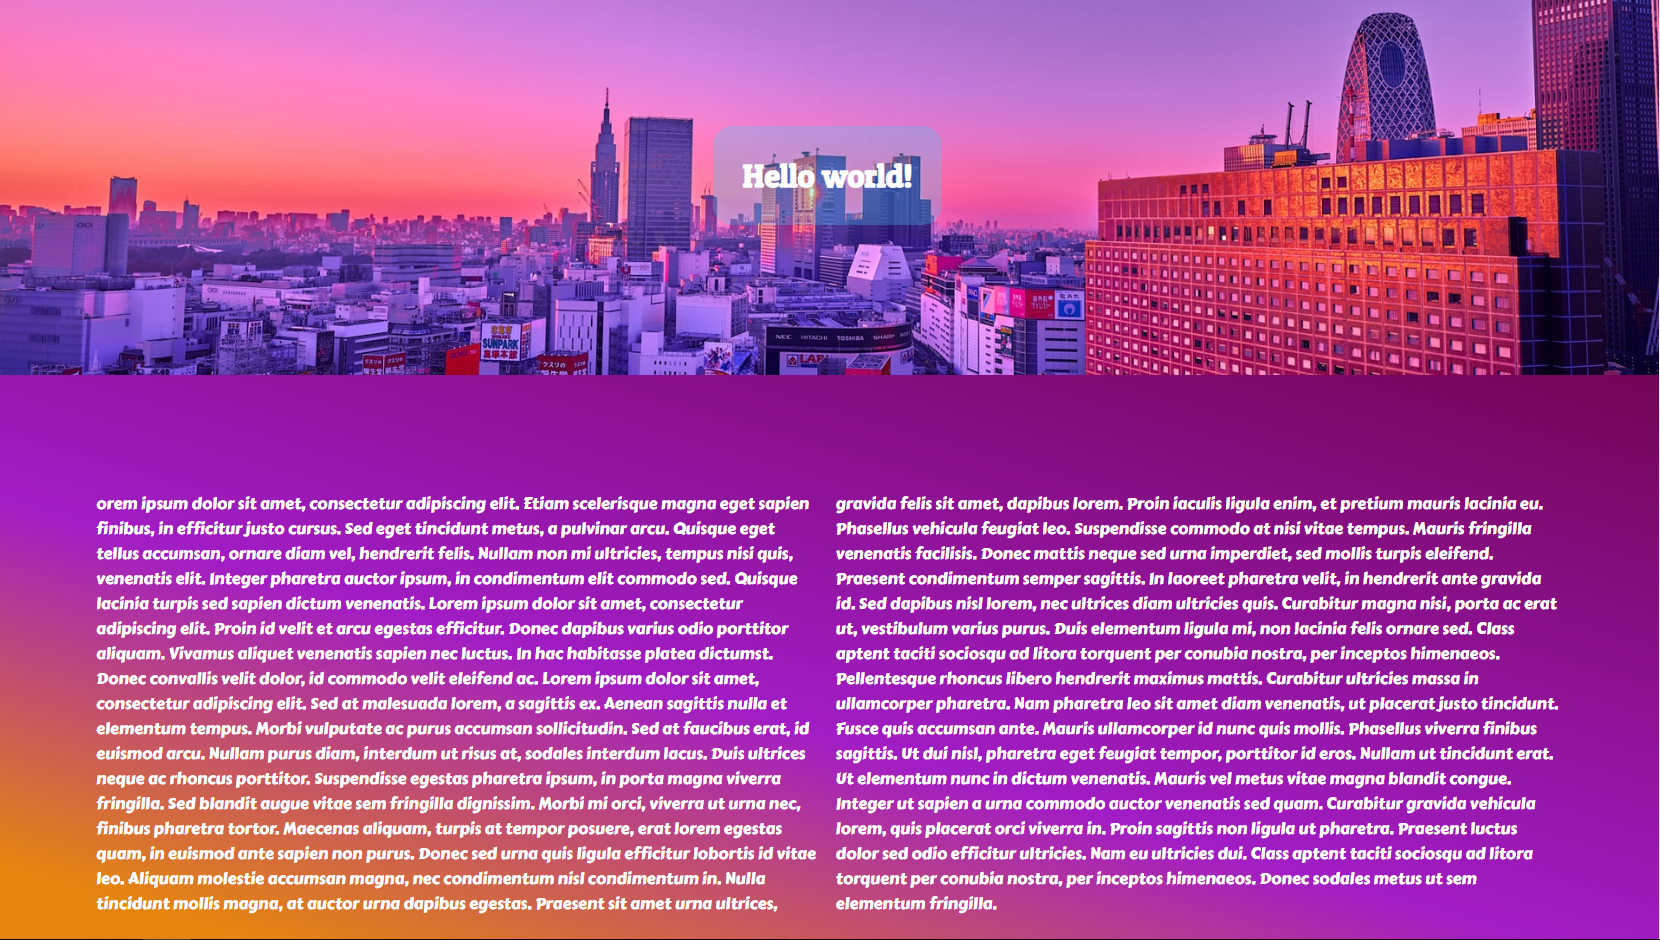 OIOI
Hello world!
SUNPARK
NEC HITACHI TOSHIBA SHARP
orem ipsum dolor sit amet, consectetur adipiscing elit. Etiam scelerisque magna eget sapien
finibus, in efficitur justo cursus. Sed eget tincidunt metus, a pulvinar arcu. Quisque eget
tellus accumsan, ornare diam vel, hendrerit felis. Nullam non mi ultricies, tempus nisi quis,
venenatis elit. Integer pharetra auctor ipsum, in condimentum elit commodo sed. Quisque
lacinia turpis sed sapien dictum venenatis. Lorem ipsum dolor sit amet, consectetur
adipiscing elit. Proin id velit et arcu egestas efficitur. Donec dapibus varius odio porttitor
aliquam. Vivamus aliquet venenatis sapien nec luctus. In hac habitasse platea dictumst.
Donec convallis velit dolor, id commodo velit eleifend ac. Lorem ipsum dolor sit amet,
consectetur adipiscing elit. Sed at malesuada lorem, a sagittis ex. Aenean sagittis nulla et
elementum tempus. Morbi vulputate ac purus accumsan sollicitudin. Sed at faucibus erat, id
euismod arcu. Nullam purus diam, interdum ut risus at, sodales interdum lacus. Duis ultrices
neque ac rhoncus porttitor. Suspendisse egestas pharetra ipsum, in porta magna viverra
fringilla. Sed blandit augue vitae sem fringilla dignissim. Morbi mi orci, viverra ut urna nec,
finibus pharetra tortor. Maecenas aliquam, turpis at tempor posuere, erat lorem egestas
quam, in euismod ante sapien non purus. Donec sed urna quis ligula efficitur lobortis id vitae
leo. Aliquam molestie accumsan magna, nec condimentum nisl condimentum in. Nulla
tincidunt mollis magna, at auctor urna dapibus egestas. Praesent sit amet urna ultrices,
gravida felis sit amet, dapibus lorem. Proin iaculis ligula enim, et pretium mauris lacinia eu.
Phasellus vehicula feugiat leo. Suspendisse commodo at nisi vitae tempus. Mauris fringilla
venenatis facilisis. Donec mattis neque sed urna imperdiet, sed mollis turpis eleifend.
Praesent condimentum semper sagittis. In laoreet pharetra velit, in hendrerit ante gravida
id. Sed dapibus nisl lorem, nec ultrices diam ultricies quis. Curabitur magna nisi, porta ac erat
ut, vestibulum varius purus. Duis elementum ligula mi, non lacinia felis ornare sed. Class
aptent taciti sociosqu ad litora torquent per conubia nostra, per inceptos himenaeos.
Pellentesque rhoncus libero hendrerit maximus mattis. Curabitur ultricies massa in
ullamcorper pharetra. Nam pharetra leo sit amet diam venenatis, ut placerat justo tincidunt.
Fusce quis accumsan ante. Mauris ullamcorper id nunc quis mollis. Phasellus viverra finibus
sagittis. Ut dui nisl, pharetra eget feugiat tempor, porttitor id eros. Nullam ut tincidunt erat.
Ut elementum nunc in dictum venenatis. Mauris vel metus vitae magna blandit congue.
Integer ut sapien a urna commodo auctor venenatis sed quam. Curabitur gravida vehicula
lorem, quis placerat orci viverra in. Proin sagittis non ligula ut pharetra. Praesent luctus
dolor sed odio efficitur ultricies. Nam eu ultricies dui. Class aptent taciti sociosqu ad litora
torquent per conubia nostra, per inceptos himenaeos. Donec sodales metus ut sem
elementum fringilla.